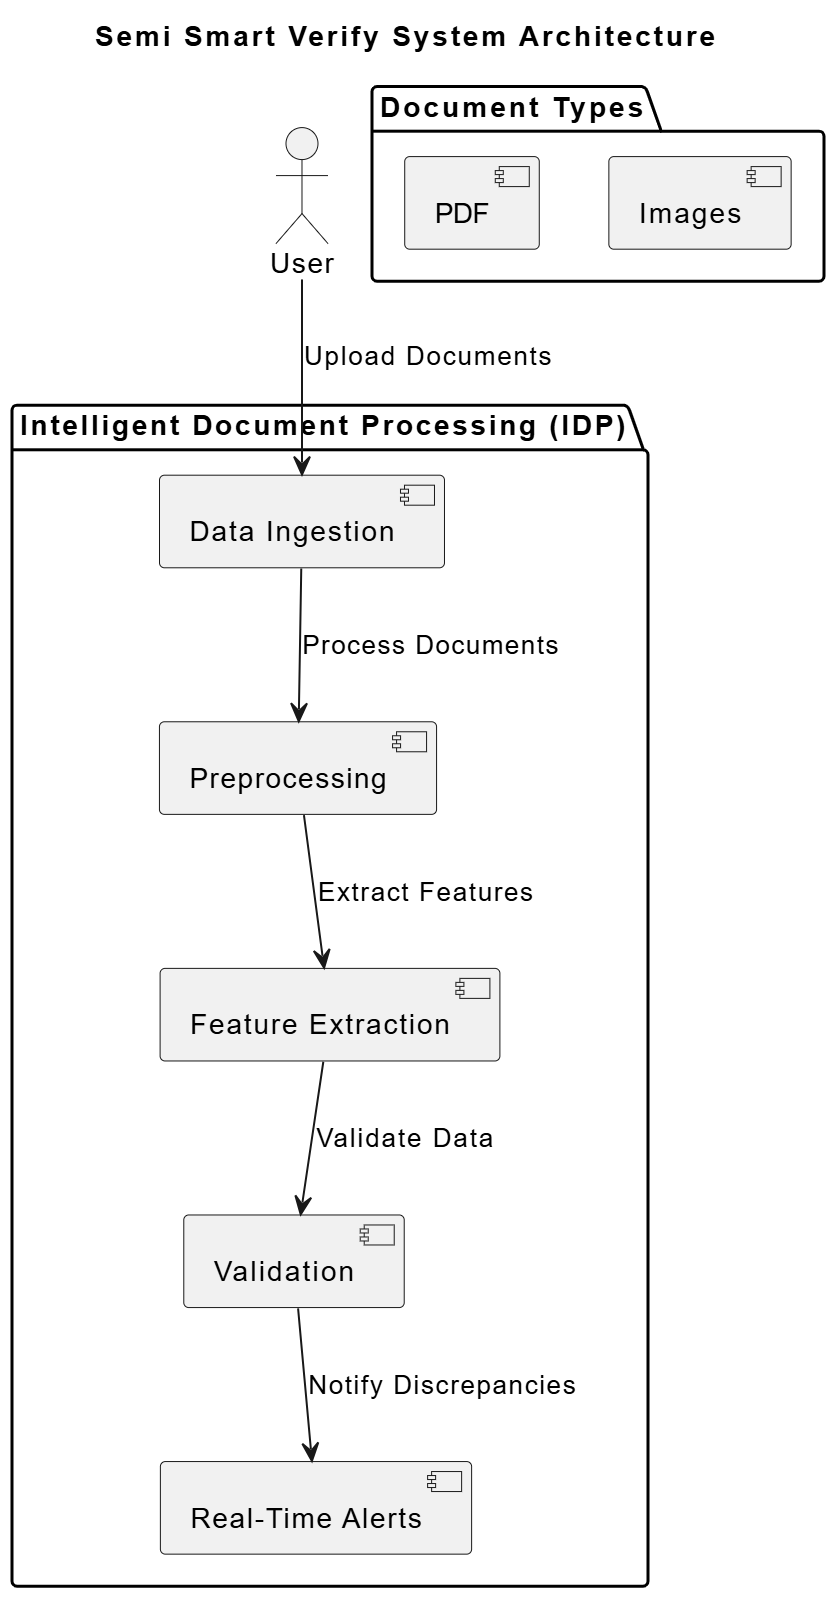 Semi Smart Verify System Architecture
Document Types
PDF
Images
User
Upload Documents
Intelligent Document Processing (IDP)
Data Ingestion
Process Documents
Preprocessing
Extract Features
Feature Extraction
Validate Data
Validation
Notify Discrepancies
Real-Time Alerts